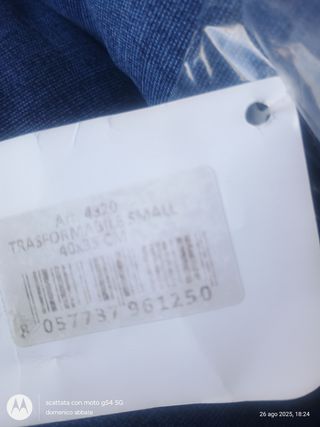 Art. 4320
TRASFORMABILE SMALL
40x35 CM
8 057737 961250
scattata con moto g54 5G
domenico abbate
26 ago 2025, 18:24